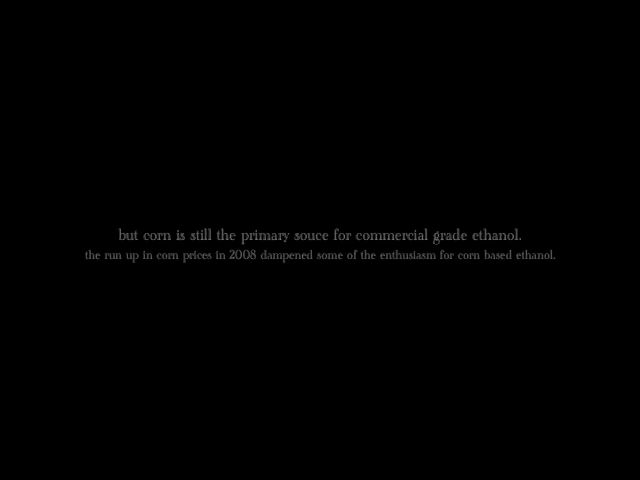 but corn is still the primary souce for commercial grade ethanol.
the run up in corn prices in 2008 dampened some of the enthusiasm for corn based ethanol.